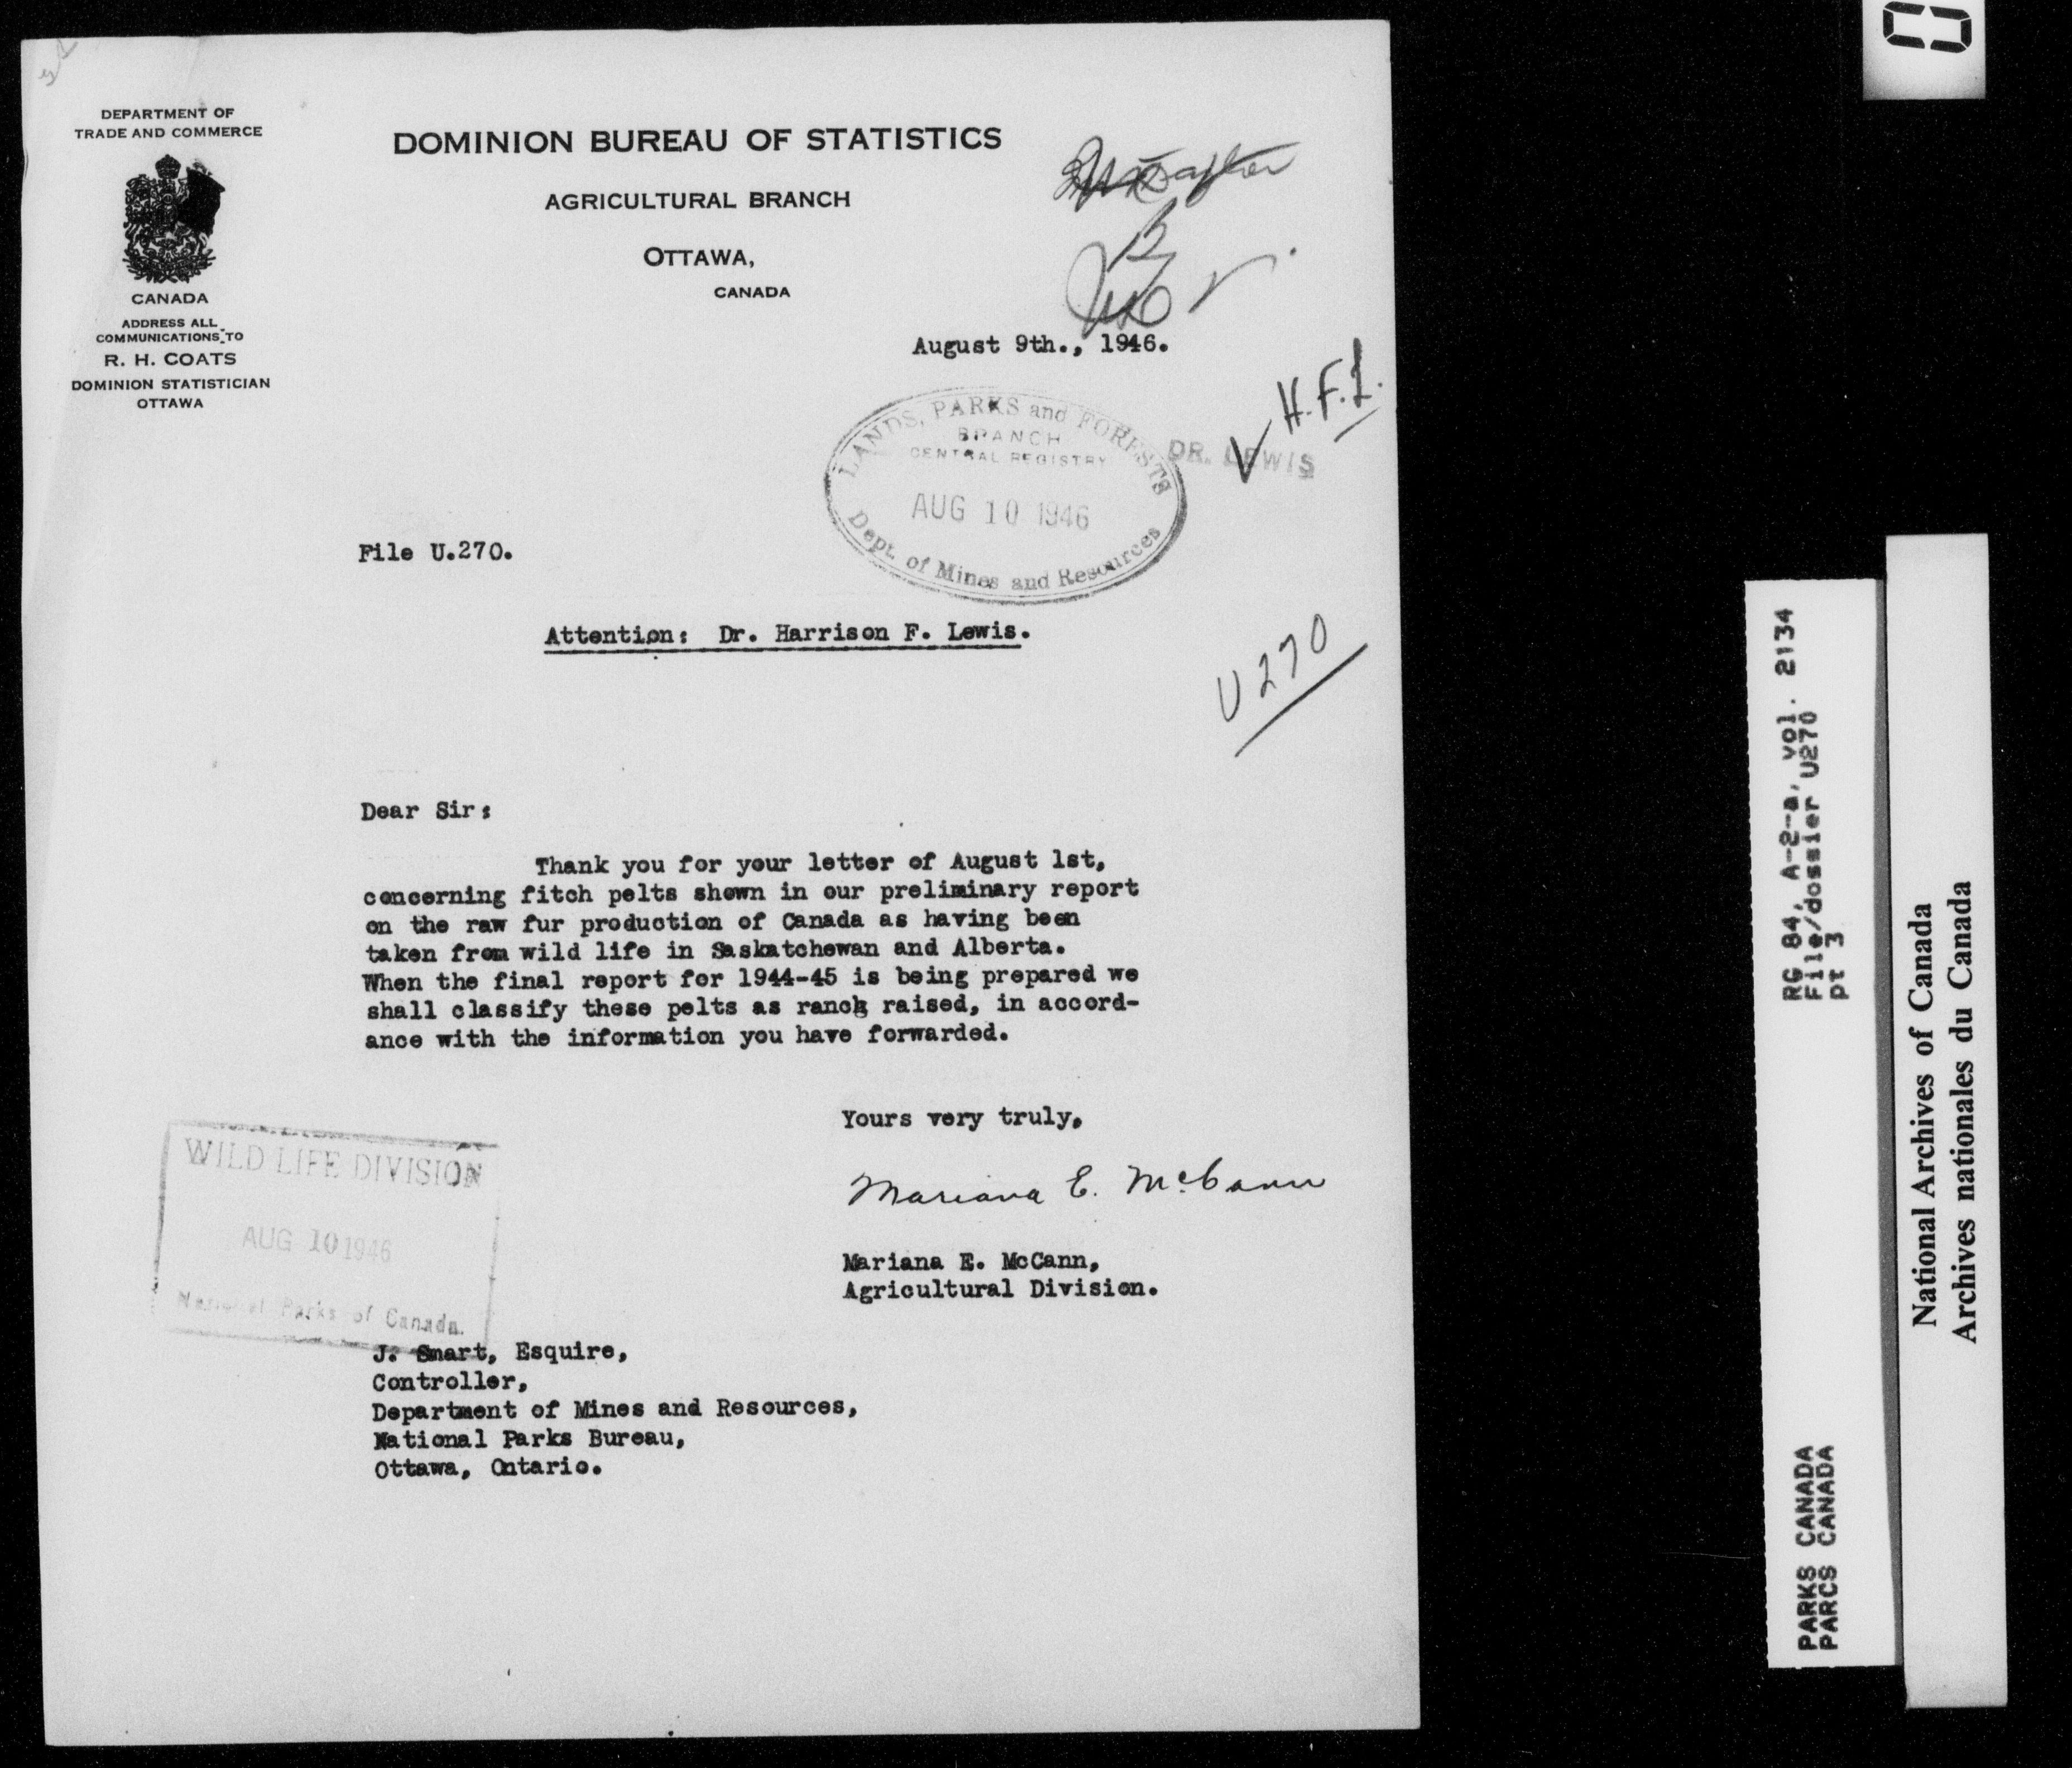 DEPARTMENT OF
TRADE AND COMMERCE
CANADA
ADDRESS ALL
COMMUNICATIONS TO
R. H. COATS
DOMINION STATISTICIAN
OTTAWA
DOMINION BUREAU OF STATISTICS
AGRICULTURAL BRANCH
OTTAWA,
CANADA
August 9th., 1946.
H.F.L.
DR. LEWIS
LANDS, PARKS and FORESTS
BRANCH
CENTRAL REGISTRY
AUG 10 1946
Dept. of Mines and Resources
File U.270.
Attention: Dr. Harrison F. Lewis.
U 270
Dear Sir:
Thank you for your letter of August 1st,
concerning fitch pelts shown in our preliminary report
on the raw fur production of Canada as having been
taken from wild life in Saskatchewan and Alberta.
When the final report for 1944-45 is being prepared we
shall classify these pelts as ranch raised, in accord-
ance with the information you have forwarded.
Yours very truly,
Mariana E. McCann
Mariana E. McCann,
Agricultural Division.
WILD LIFE DIVISION
AUG 10 1946
National Parks of Canada.
J. Smart, Esquire,
Controller,
Department of Mines and Resources,
National Parks Bureau,
Ottawa, Ontario.
RG 84, A-2-a, vol. 2134
File/dossier U270
pt 3
PARKS CANADA
PARCS CANADA
National Archives of Canada
Archives nationales du Canada